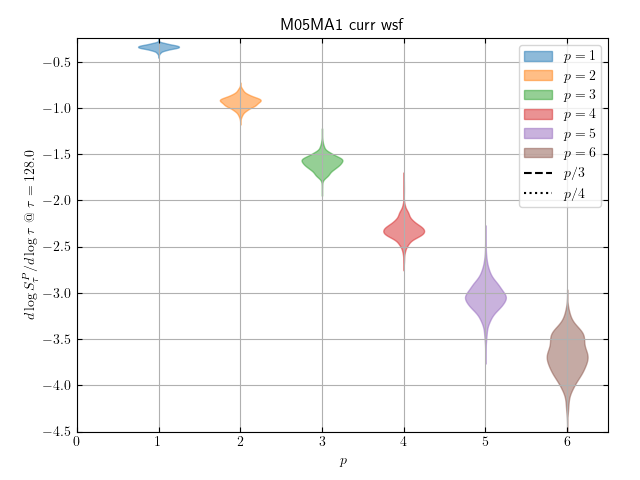 M05MA1 curr wsf
d log S_τ^P / d log τ @ τ = 128.0
−0.5
−1.0
−1.5
−2.0
−2.5
−3.0
−3.5
−4.0
−4.5
p = 1
p = 2
p = 3
p = 4
p = 5
p = 6
p/3
p/4
0 1 2 3 4 5 6
p